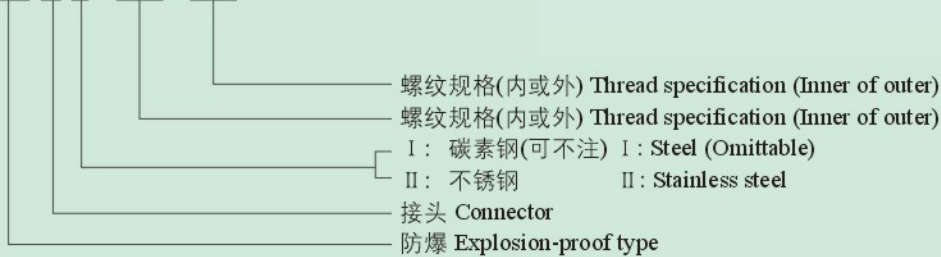 螺纹规格(内或外) Thread specification (Inner of outer)
螺纹规格(内或外) Thread specification (Inner of outer)
Ⅰ： 碳素钢(可不注) Ⅰ : Steel (Omittable)
Ⅱ： 不锈钢 Ⅱ : Stainless steel
接头 Connector
防爆 Explosion-proof type